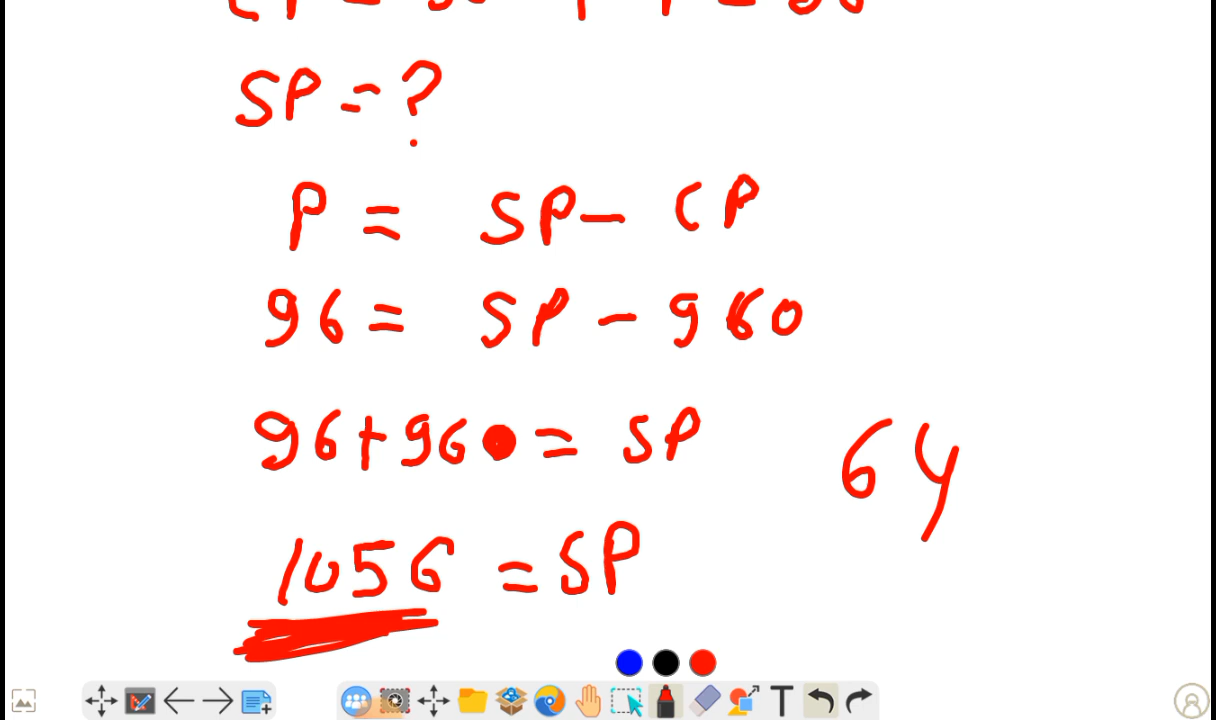 SP = ?
P = SP - CP
96 = SP - 960
96+960 = SP
64
1056 = SP
T